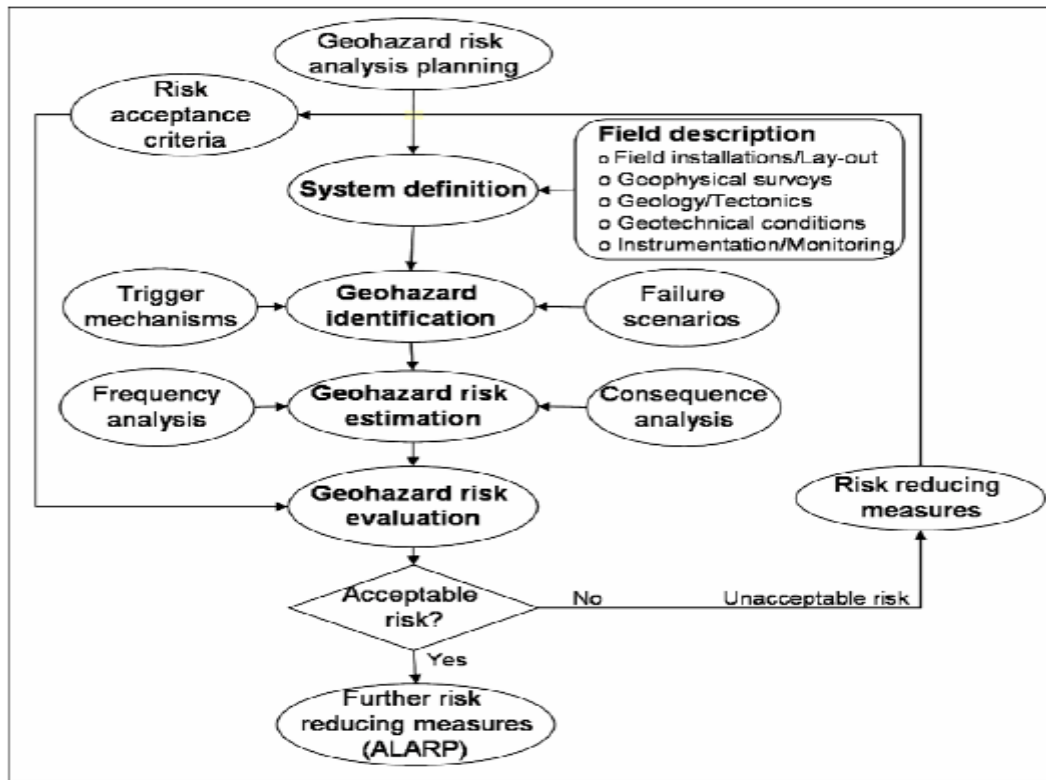 Geohazard risk
analysis planning
Risk
acceptance
criteria
Field description
o Field installations/Lay-out
o Geophysical surveys
o Geology/Tectonics
o Geotechnical conditions
o Instrumentation/Monitoring
System definition
Trigger
mechanisms
Geohazard
identification
Failure
scenarios
Frequency
analysis
Geohazard risk
estimation
Consequence
analysis
Geohazard risk
evaluation
Risk reducing
measures
Acceptable
risk?
No
Unacceptable risk
Yes
Further risk
reducing measures
(ALARP)